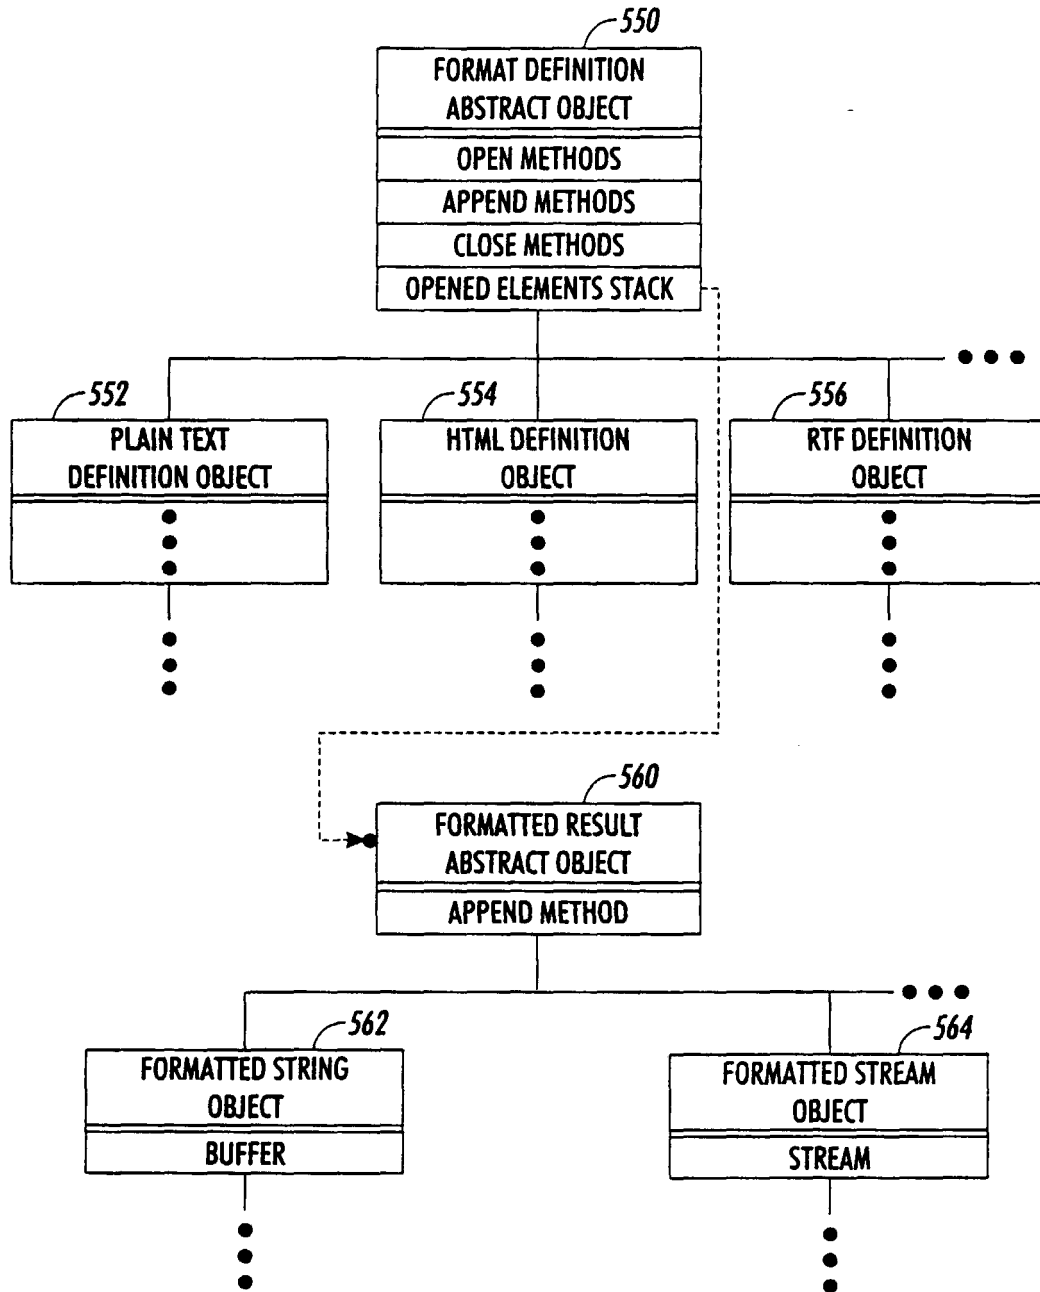 550
FORMAT DEFINITION
ABSTRACT OBJECT
OPEN METHODS
APPEND METHODS
CLOSE METHODS
OPENED ELEMENTS STACK
552
PLAIN TEXT
DEFINITION OBJECT
554
HTML DEFINITION
OBJECT
556
RTF DEFINITION
OBJECT
560
FORMATTED RESULT
ABSTRACT OBJECT
APPEND METHOD
562
FORMATTED STRING
OBJECT
BUFFER
564
FORMATTED STREAM
OBJECT
STREAM